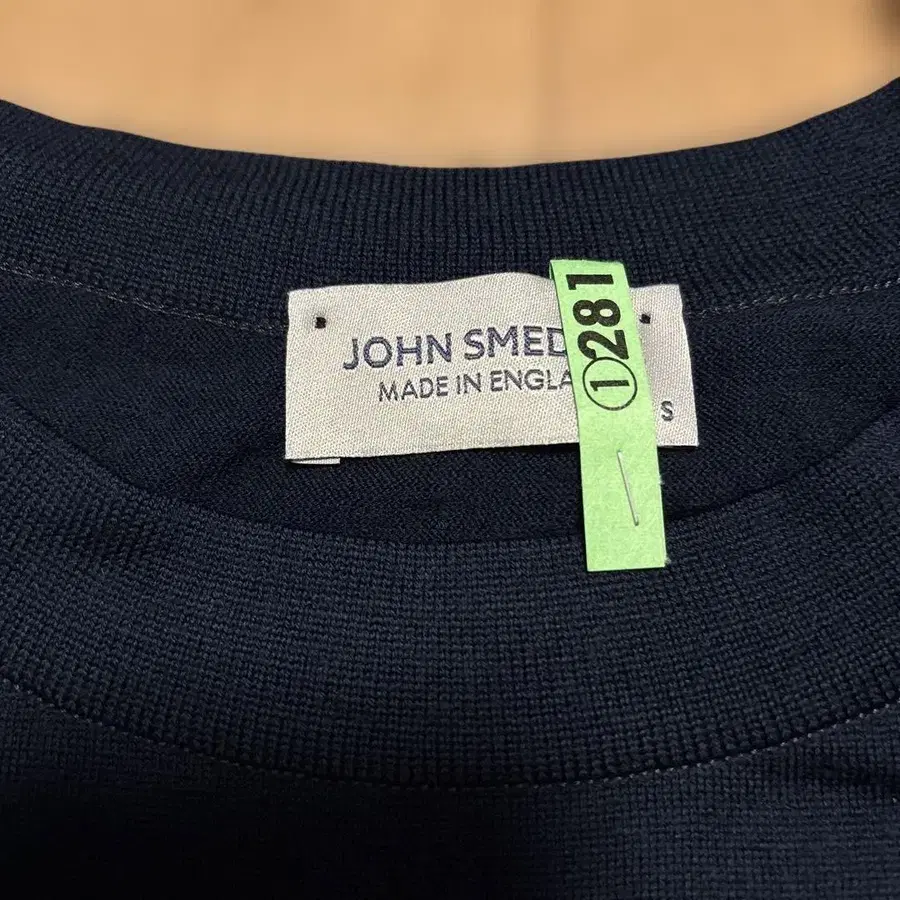 JOHN SMED
MADE IN ENGLA
S
①281